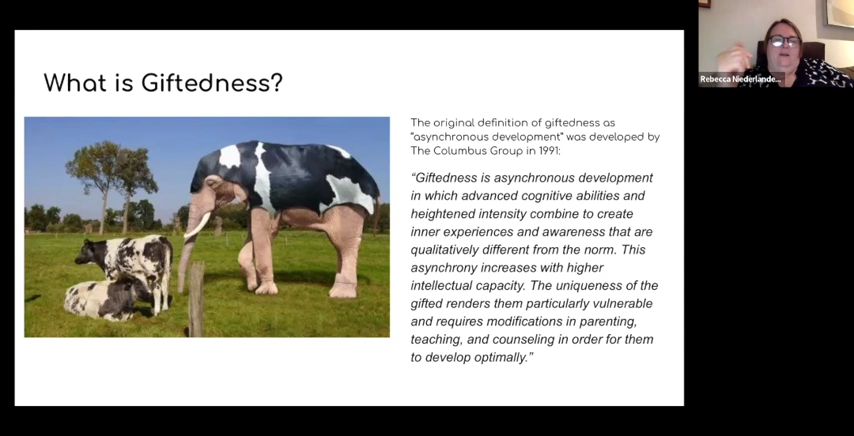 What is Giftedness?
The original definition of giftedness as
"asynchronous development" was developed by
The Columbus Group in 1991:
"Giftedness is asynchronous development
in which advanced cognitive abilities and
heightened intensity combine to create
inner experiences and awareness that are
qualitatively different from the norm. This
asynchrony increases with higher
intellectual capacity. The uniqueness of the
gifted renders them particularly vulnerable
and requires modifications in parenting,
teaching, and counseling in order for them
to develop optimally."
Rebecca Niederlande...